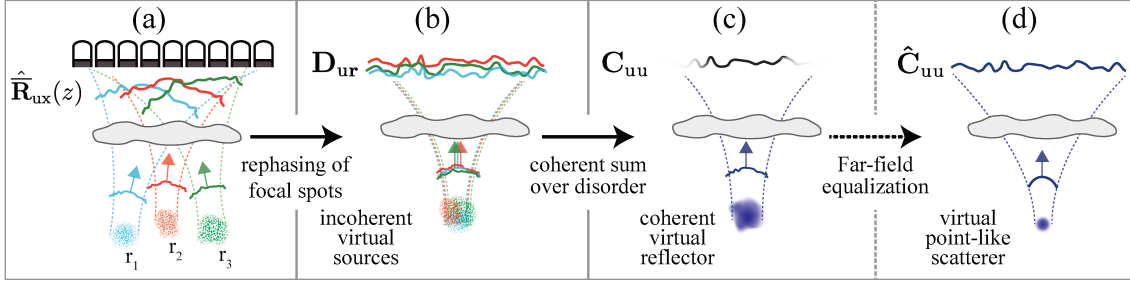 (a)
R̅̂ux(z)
r1
r2
r3
rephasing of
focal spots
(b)
Dur
incoherent
virtual
sources
coherent sum
over disorder
(c)
Cuu
coherent
virtual
reflector
Far-field
equalization
(d)
Ĉuu
virtual
point-like
scatterer